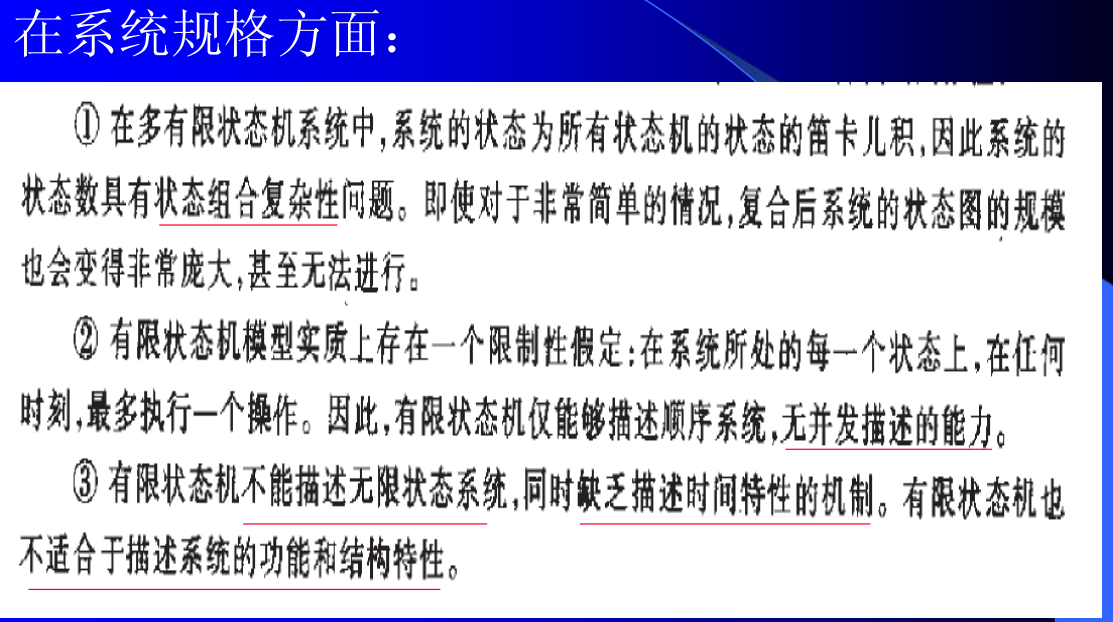 在系统规格方面：
① 在多有限状态机系统中,系统的状态为所有状态机的状态的笛卡儿积,因此系统的
状态数具有状态组合复杂性问题。即使对于非常简单的情况,复合后系统的状态图的规模
也会变得非常庞大,甚至无法进行。
② 有限状态机模型实质上存在一个限制性假定:在系统所处的每一个状态上,在任何
时刻,最多执行一个操作。因此,有限状态机仅能够描述顺序系统,无并发描述的能力。
③ 有限状态机不能描述无限状态系统,同时缺乏描述时间特性的机制。有限状态机也
不适合于描述系统的功能和结构特性。